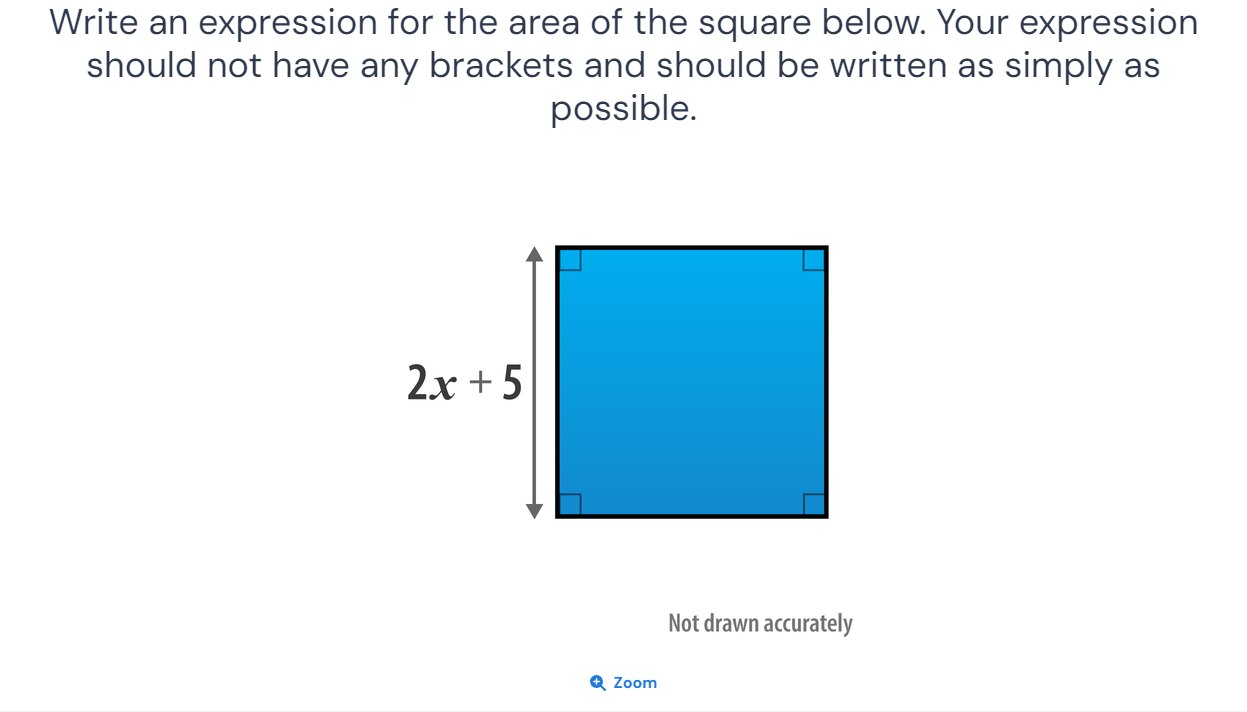 Write an expression for the area of the square below. Your expression
should not have any brackets and should be written as simply as
possible.
2x + 5
Not drawn accurately
Zoom